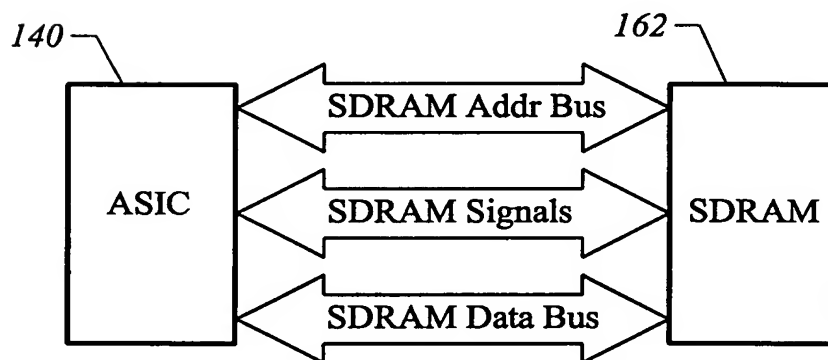 140
162
SDRAM Addr Bus
ASIC
SDRAM Signals
SDRAM
SDRAM Data Bus